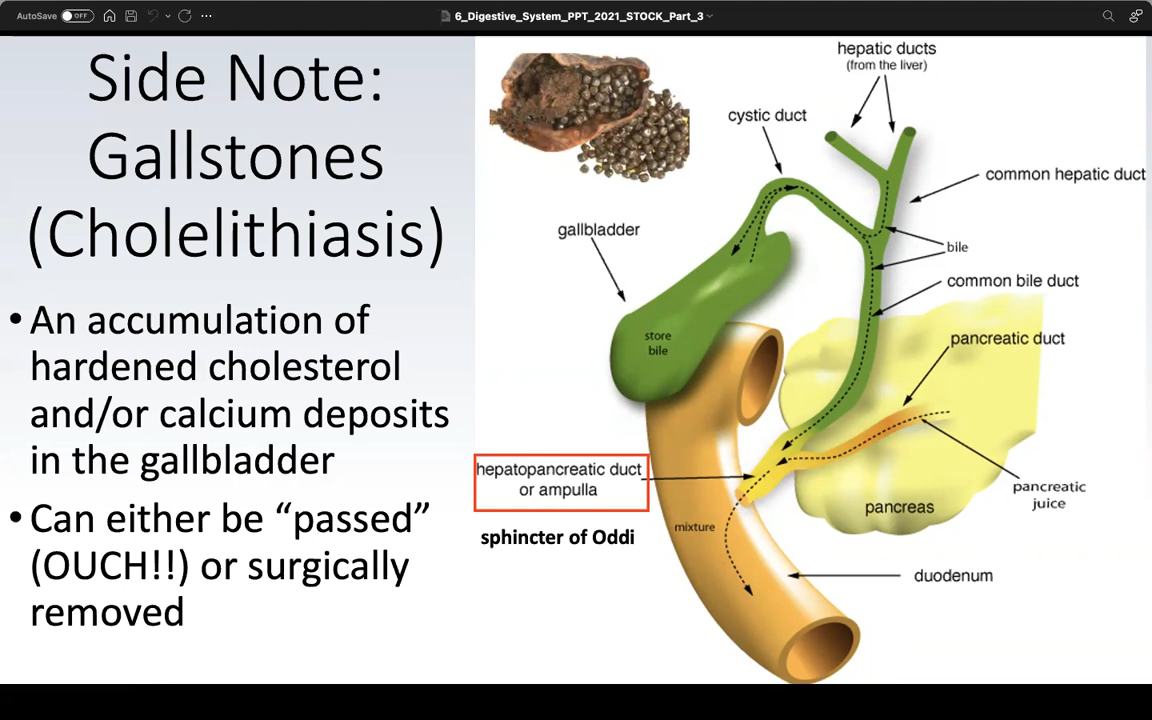 AutoSave OFF
6_Digestive_System_PPT_2021_STOCK_Part_3
Side Note:
Gallstones
(Cholelithiasis)
• An accumulation of
hardened cholesterol
and/or calcium deposits
in the gallbladder
• Can either be “passed”
(OUCH!!) or surgically
removed
hepatic ducts
(from the liver)
cystic duct
common hepatic duct
gallbladder
bile
common bile duct
store
bile
pancreatic duct
hepatopancreatic duct
or ampulla
pancreatic
juice
pancreas
mixture
sphincter of Oddi
duodenum